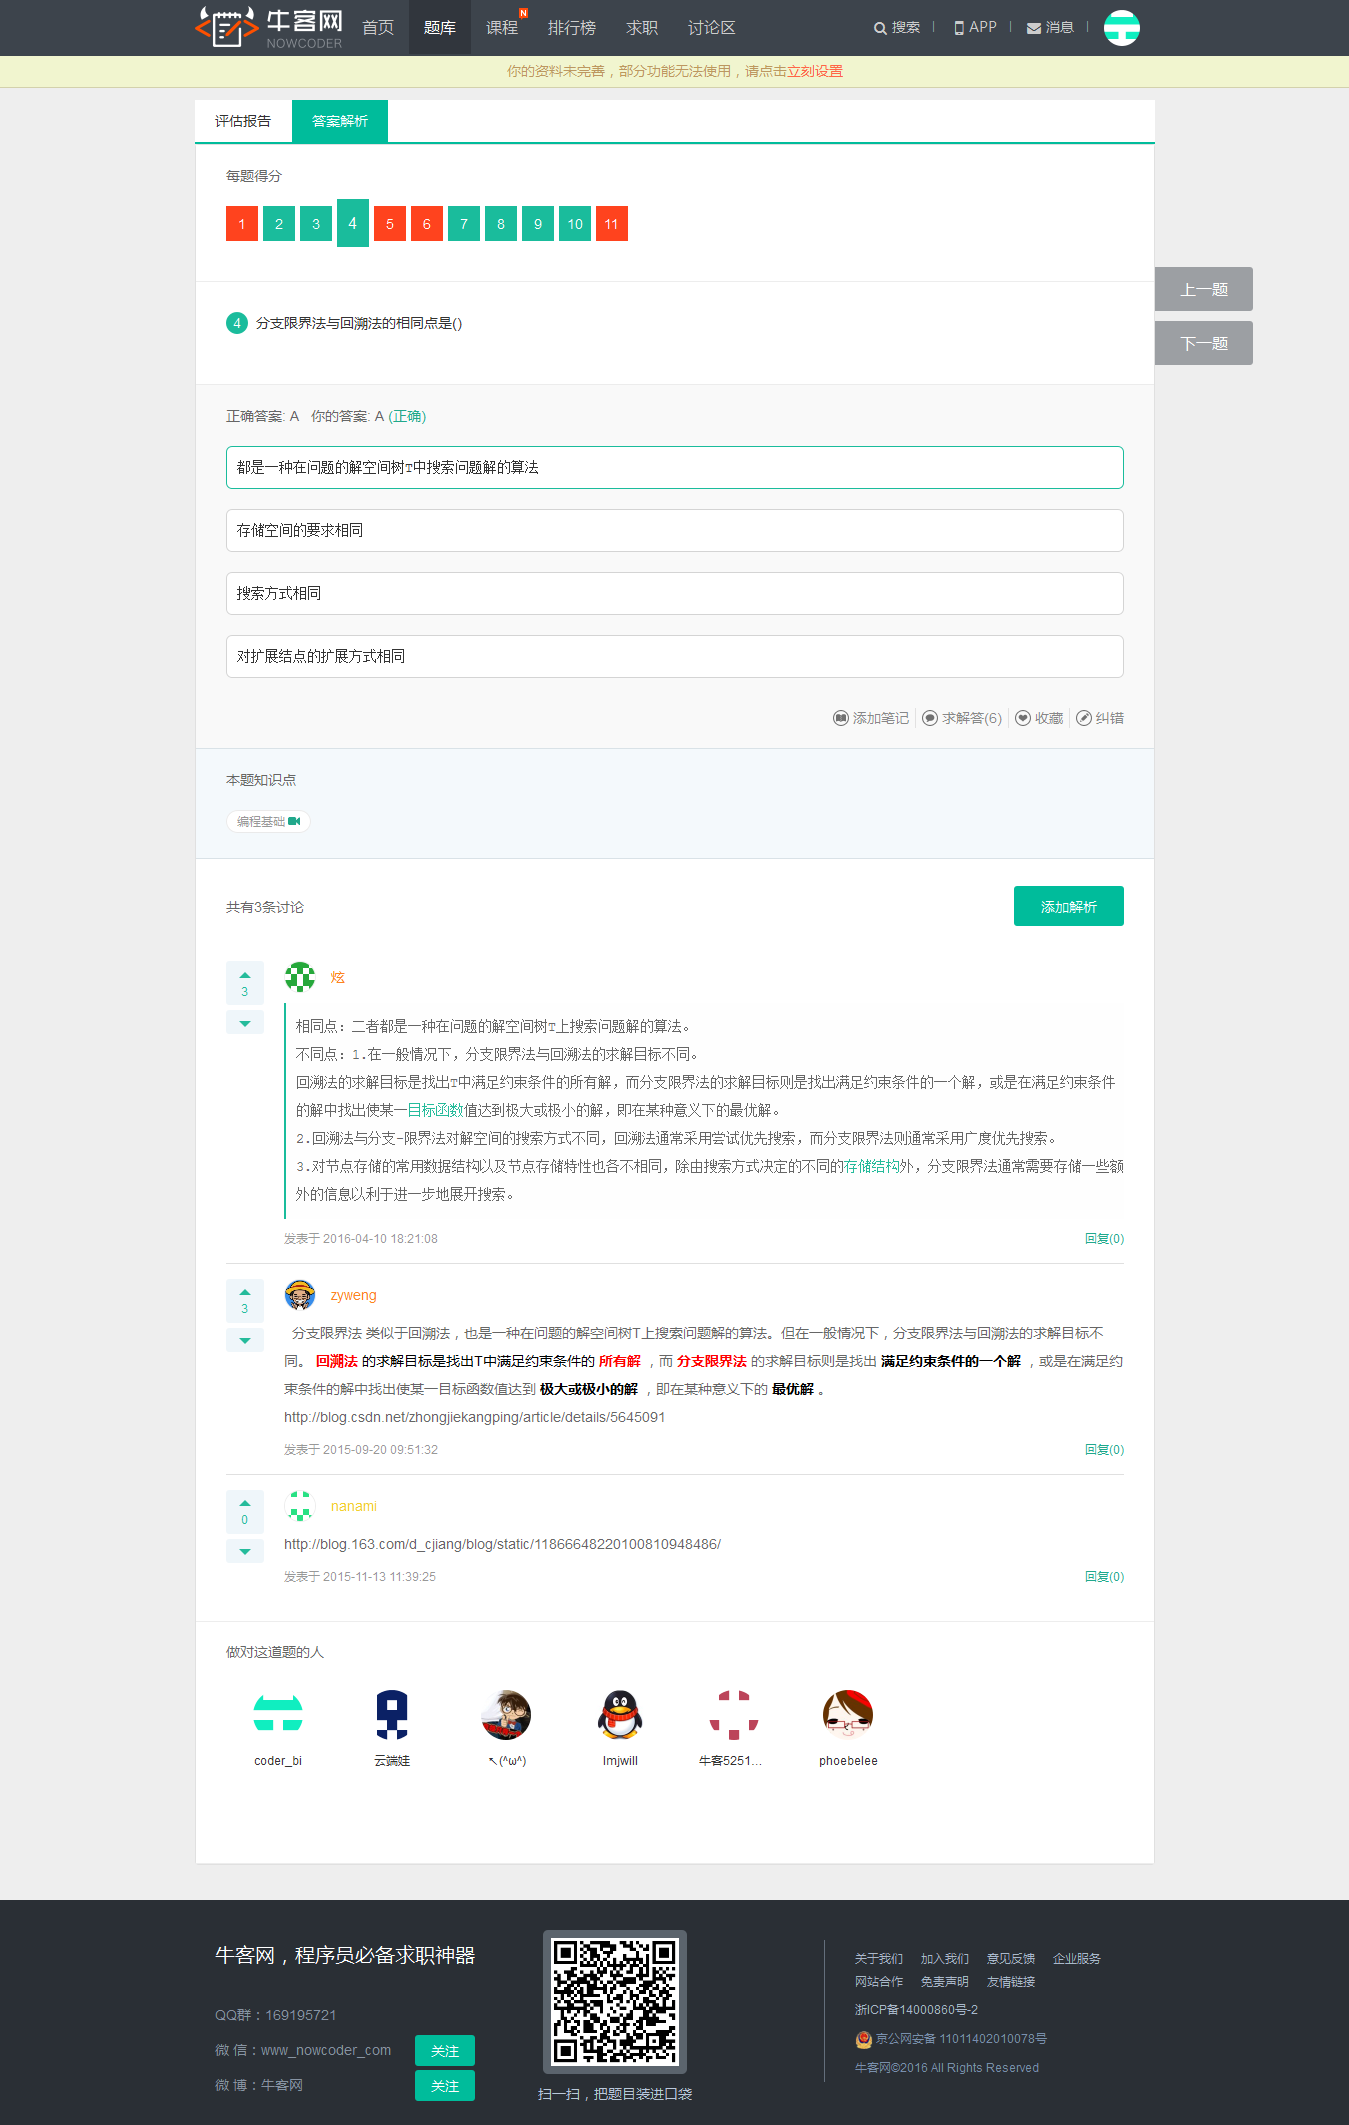 牛客网
NOWCODER
首页 题库 课程 N 排行榜 求职 讨论区 搜索 APP 消息
你的资料未完善，部分功能无法使用，请点击立刻设置
评估报告 答案解析
每题得分
1 2 3 4 5 6 7 8 9 10 11
上一题
下一题
4 分支限界法与回溯法的相同点是()
正确答案: A 你的答案: A (正确)
都是一种在问题的解空间树T中搜索问题解的算法
存储空间的要求相同
搜索方式相同
对扩展结点的扩展方式相同
添加笔记 求解答(6) 收藏 纠错
本题知识点
编程基础
共有3条讨论 添加解析
3
炫
相同点：二者都是一种在问题的解空间树T上搜索问题解的算法。
不同点：1.在一般情况下，分支限界法与回溯法的求解目标不同。
回溯法的求解目标是找出T中满足约束条件的所有解，而分支限界法的求解目标则是找出满足约束条件的一个解，或是在满足约束条件
的解中找出使某一目标函数值达到极大或极小的解，即在某种意义下的最优解。
2.回溯法与分支-限界法对解空间的搜索方式不同，回溯法通常采用尝试优先搜索，而分支限界法则通常采用广度优先搜索。
3.对节点存储的常用数据结构以及节点存储特性也各不相同，除由搜索方式决定的不同的存储结构外，分支限界法通常需要存储一些额
外的信息以利于进一步地展开搜索。
发表于 2016-04-10 18:21:08 回复(0)
3
zyweng
分支限界法 类似于回溯法，也是一种在问题的解空间树T上搜索问题解的算法。但在一般情况下，分支限界法与回溯法的求解目标不
同。 回溯法 的求解目标是找出T中满足约束条件的 所有解 ，而 分支限界法 的求解目标则是找出 满足约束条件的一个解 ，或是在满足约
束条件的解中找出使某一目标函数值达到 极大或极小的解 ，即在某种意义下的 最优解 。
http://blog.csdn.net/zhongjiekangping/article/details/5645091
发表于 2015-09-20 09:51:32 回复(0)
0
nanami
http://blog.163.com/d_cjiang/blog/static/11866648220100810948486/
发表于 2015-11-13 11:39:25 回复(0)
做对这道题的人
coder_bi 云端娃 ↖(^ω^) lmjwill 牛客5251... phoebelee
牛客网，程序员必备求职神器
QQ群：169195721
微 信：www_nowcoder_com 关注
微 博：牛客网 关注
扫一扫，把题目装进口袋
关于我们 加入我们 意见反馈 企业服务
网站合作 免责声明 友情链接
浙ICP备14000860号-2
京公网安备 11011402010078号
牛客网©2016 All Rights Reserved